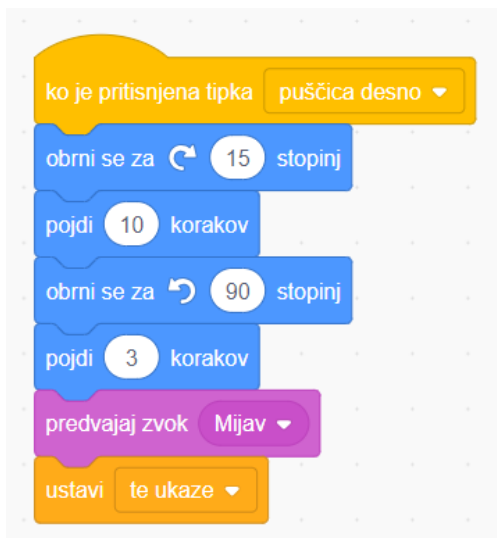 ko je pritisnjena tipka puščica desno
obrni se za 15 stopinj
pojdi 10 korakov
obrni se za 90 stopinj
pojdi 3 korakov
predvajaj zvok Mijav
ustavi te ukaze